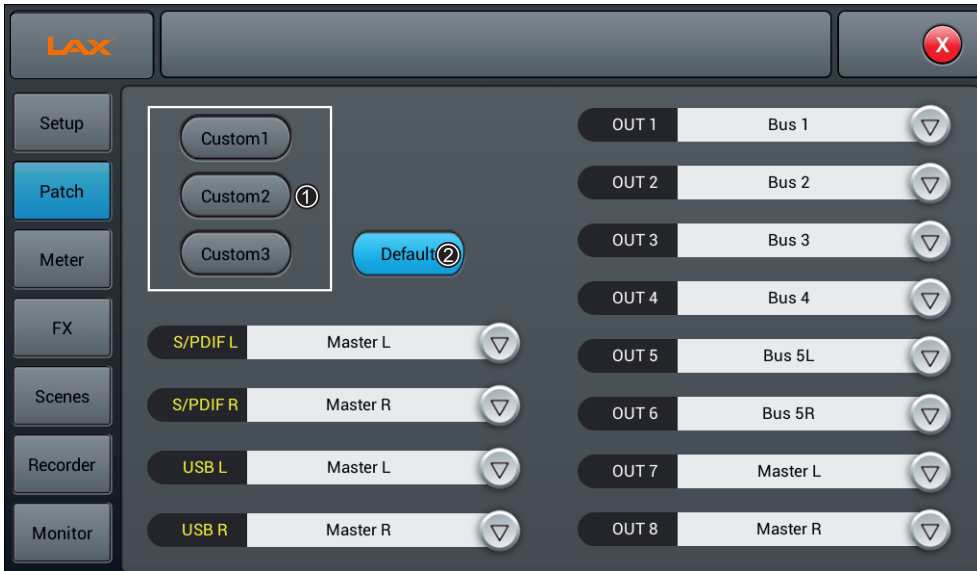 LAX
X
Setup
Patch
Meter
FX
Scenes
Recorder
Monitor
Custom1
Custom2 ①
Custom3
Default ②
S/PDIF L Master L
S/PDIF R Master R
USB L Master L
USB R Master R
OUT 1 Bus 1
OUT 2 Bus 2
OUT 3 Bus 3
OUT 4 Bus 4
OUT 5 Bus 5L
OUT 6 Bus 5R
OUT 7 Master L
OUT 8 Master R